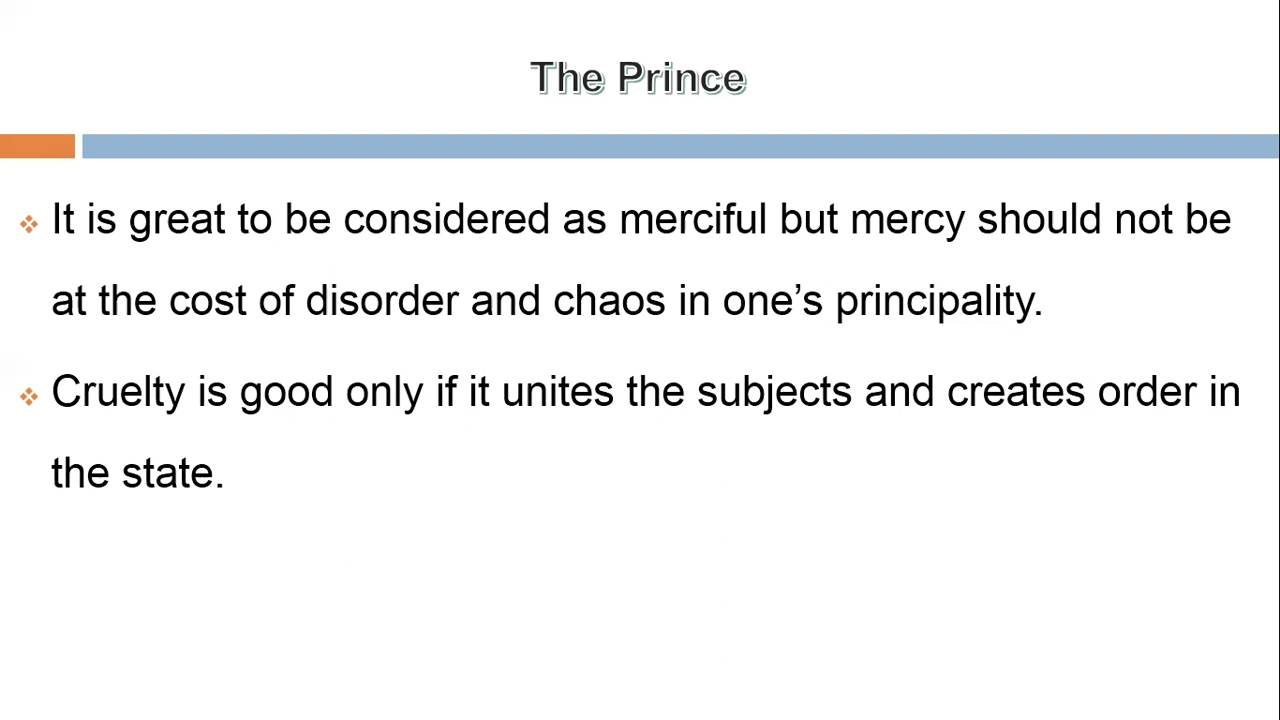 The Prince
It is great to be considered as merciful but mercy should not be
at the cost of disorder and chaos in one’s principality.
Cruelty is good only if it unites the subjects and creates order in
the state.